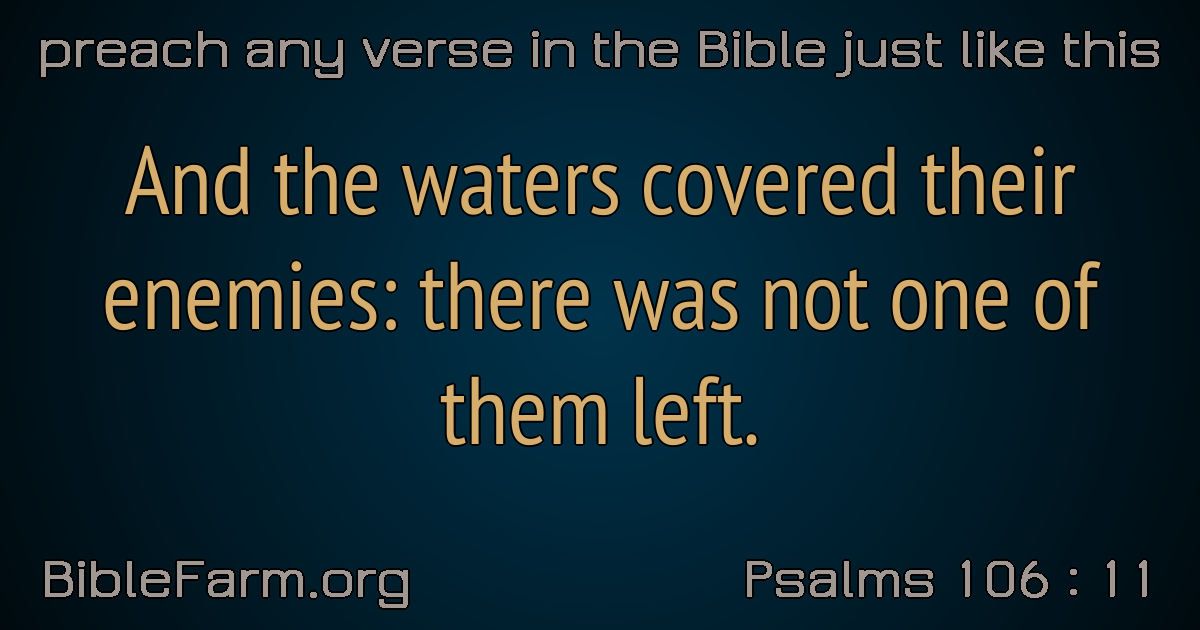 preach any verse in the Bible just like this
And the waters covered their
enemies: there was not one of
them left.
BibleFarm.org
Psalms 106 : 11